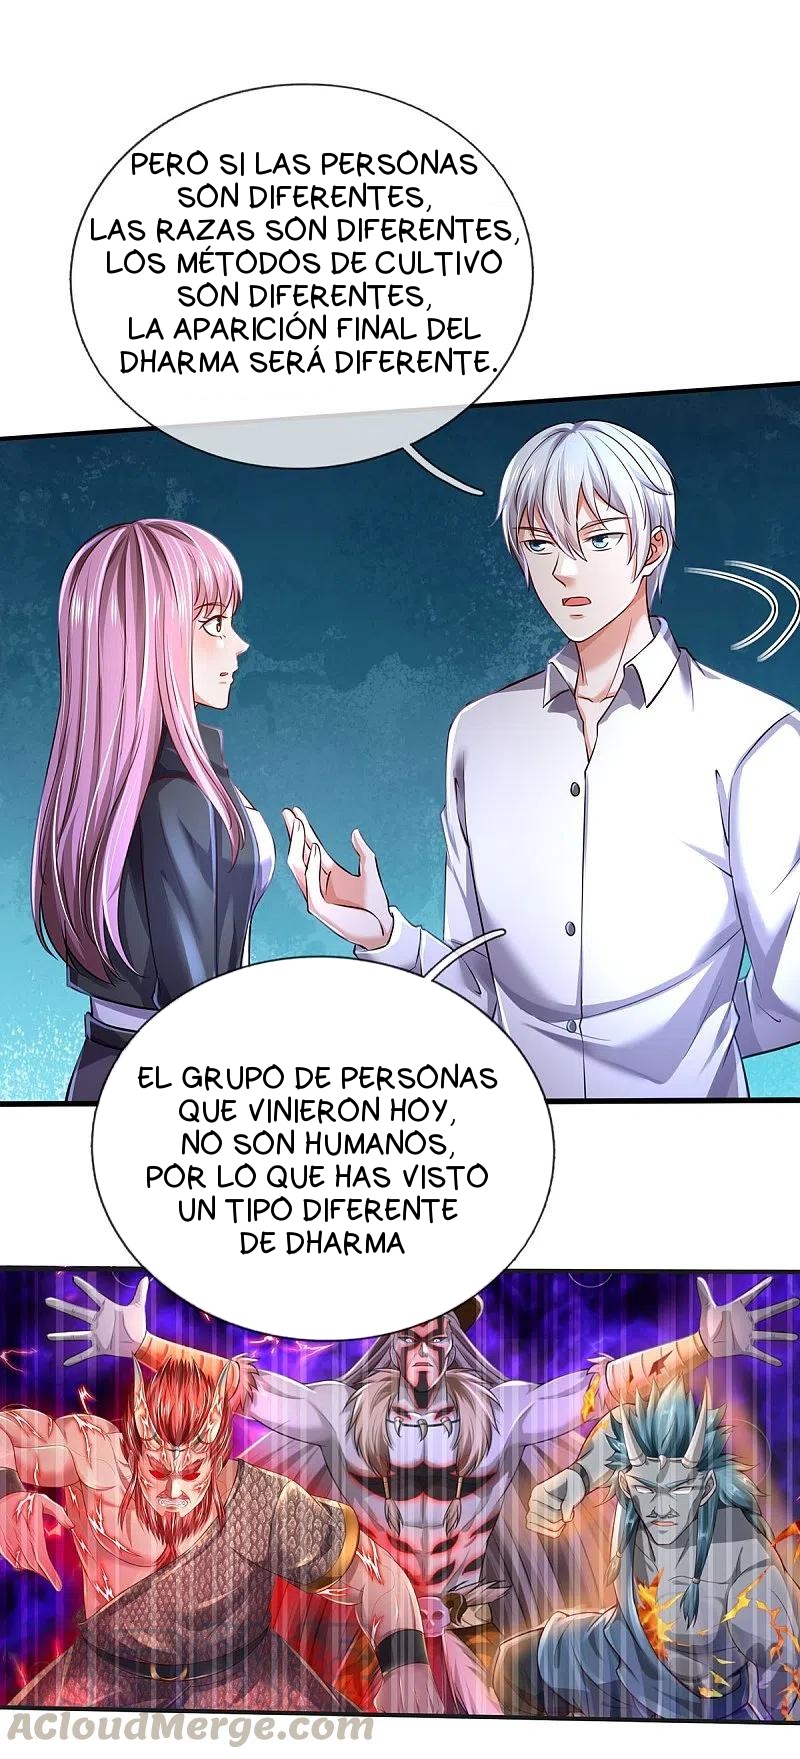 PERO SI LAS PERSONAS
SON DIFERENTES,
LAS RAZAS SON DIFERENTES,
LOS MÉTODOS DE CULTIVO
SON DIFERENTES,
LA APARICIÓN FINAL DEL
DHARMA SERÁ DIFERENTE.
EL GRUPO DE PERSONAS
QUE VINIERON HOY,
NO SON HUMANOS,
POR LO QUE HAS VISTO
UN TIPO DIFERENTE
DE DHARMA
ACloudMerge.com